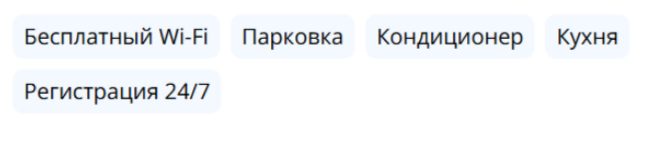 Бесплатный Wi-Fi Парковка Кондиционер Кухня
Регистрация 24/7